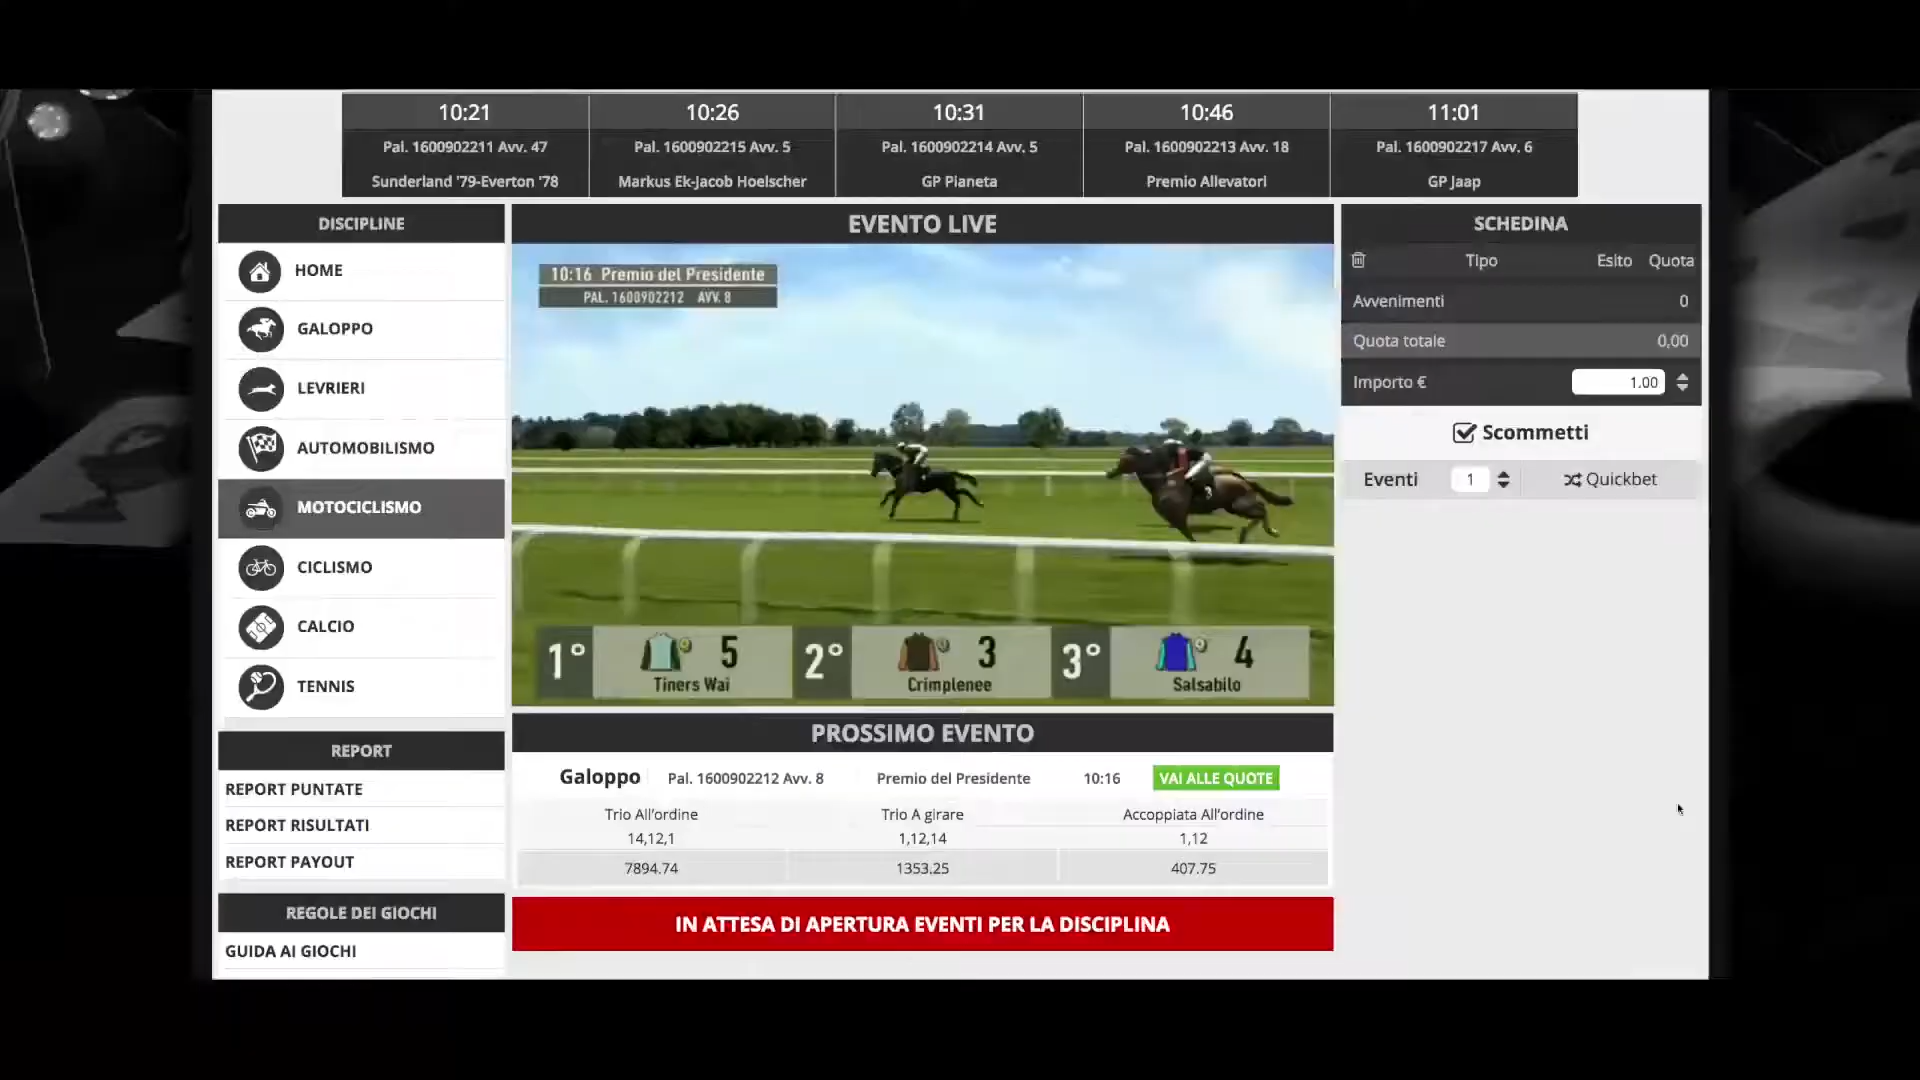 10:21
Pal. 1600902211 Avv. 47
Sunderland '79-Everton '78
10:26
Pal. 1600902215 Avv. 5
Markus Ek-Jacob Hoelscher
10:31
Pal. 1600902214 Avv. 5
GP Pianeta
10:46
Pal. 1600902213 Avv. 18
Premio Allevatori
11:01
Pal. 1600902217 Avv. 6
GP Jaap
DISCIPLINE
HOME
GALOPPO
LEVRIERI
AUTOMOBILISMO
MOTOCICLISMO
CICLISMO
CALCIO
TENNIS
REPORT
REPORT PUNTATE
REPORT RISULTATI
REPORT PAYOUT
REGOLE DEI GIOCHI
GUIDA AI GIOCHI
EVENTO LIVE
10:16 Premio del Presidente
PAL. 1600902212 AVV. 8
3
1° 5 Tiners Wai
2° 3 Crimplenee
3° 4 Salsabilo
PROSSIMO EVENTO
Galoppo Pal. 1600902212 Avv. 8 Premio del Presidente 10:16 VAI ALLE QUOTE
Trio All'ordine Trio A girare Accoppiata All'ordine
14,12,1 1,12,14 1,12
7894.74 1353.25 407.75
IN ATTESA DI APERTURA EVENTI PER LA DISCIPLINA
SCHEDINA
Tipo Esito Quota
Avvenimenti 0
Quota totale 0,00
Importo € 1.00
Scommetti
Eventi 1 Quickbet